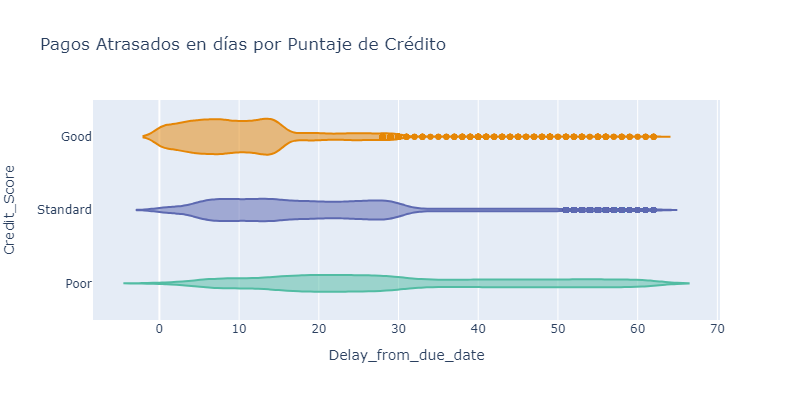 Pagos Atrasados en días por Puntaje de Crédito
Credit_Score
Good
Standard
Poor
0 10 20 30 40 50 60 70
Delay_from_due_date